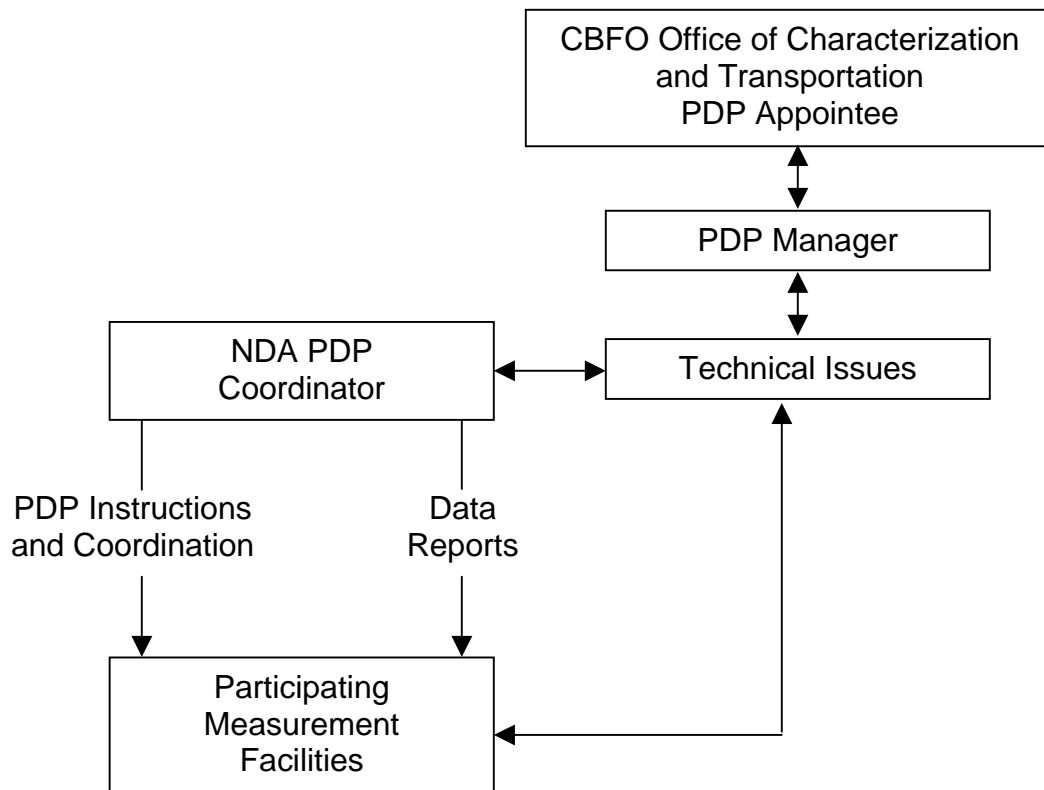 CBFO Office of Characterization
and Transportation
PDP Appointee
PDP Manager
NDA PDP
Coordinator
Technical Issues
PDP Instructions
and Coordination
Data
Reports
Participating
Measurement
Facilities